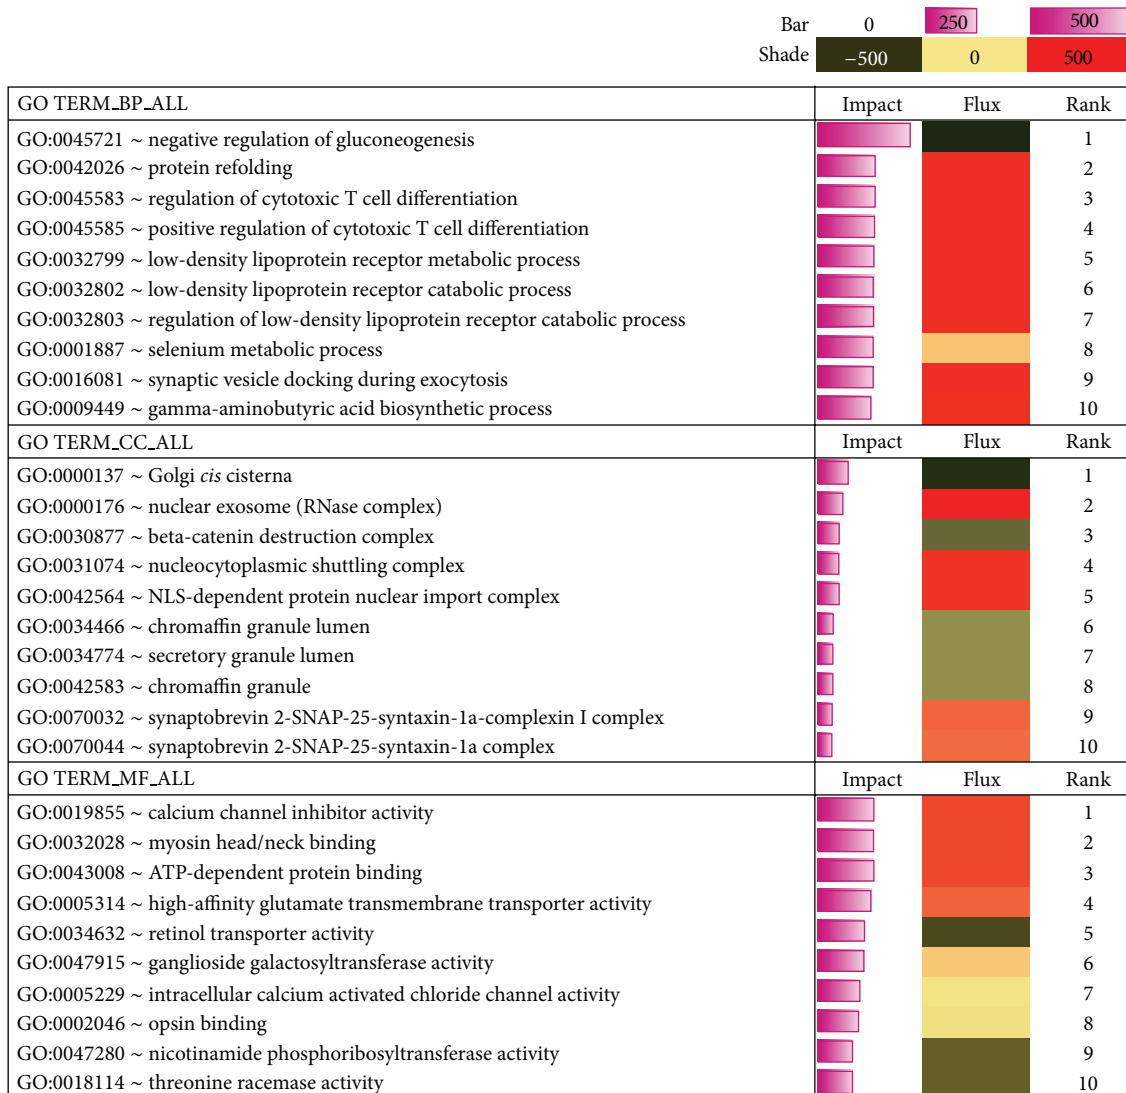 Bar 0 250 500
Shade −500 0 500
GO TERM_BP_ALL Impact Flux Rank
GO:0045721 ~ negative regulation of gluconeogenesis 1
GO:0042026 ~ protein refolding 2
GO:0045583 ~ regulation of cytotoxic T cell differentiation 3
GO:0045585 ~ positive regulation of cytotoxic T cell differentiation 4
GO:0032799 ~ low-density lipoprotein receptor metabolic process 5
GO:0032802 ~ low-density lipoprotein receptor catabolic process 6
GO:0032803 ~ regulation of low-density lipoprotein receptor catabolic process 7
GO:0001887 ~ selenium metabolic process 8
GO:0016081 ~ synaptic vesicle docking during exocytosis 9
GO:0009449 ~ gamma-aminobutyric acid biosynthetic process 10
GO TERM_CC_ALL Impact Flux Rank
GO:0000137 ~ Golgi cis cisterna 1
GO:0000176 ~ nuclear exosome (RNase complex) 2
GO:0030877 ~ beta-catenin destruction complex 3
GO:0031074 ~ nucleocytoplasmic shuttling complex 4
GO:0042564 ~ NLS-dependent protein nuclear import complex 5
GO:0034466 ~ chromaffin granule lumen 6
GO:0034774 ~ secretory granule lumen 7
GO:0042583 ~ chromaffin granule 8
GO:0070032 ~ synaptobrevin 2-SNAP-25-syntaxin-1a-complexin I complex 9
GO:0070044 ~ synaptobrevin 2-SNAP-25-syntaxin-1a complex 10
GO TERM_MF_ALL Impact Flux Rank
GO:0019855 ~ calcium channel inhibitor activity 1
GO:0032028 ~ myosin head/neck binding 2
GO:0043008 ~ ATP-dependent protein binding 3
GO:0005314 ~ high-affinity glutamate transmembrane transporter activity 4
GO:0034632 ~ retinol transporter activity 5
GO:0047915 ~ ganglioside galactosyltransferase activity 6
GO:0005229 ~ intracellular calcium activated chloride channel activity 7
GO:0002046 ~ opsin binding 8
GO:0047280 ~ nicotinamide phosphoribosyltransferase activity 9
GO:0018114 ~ threonine racemase activity 10